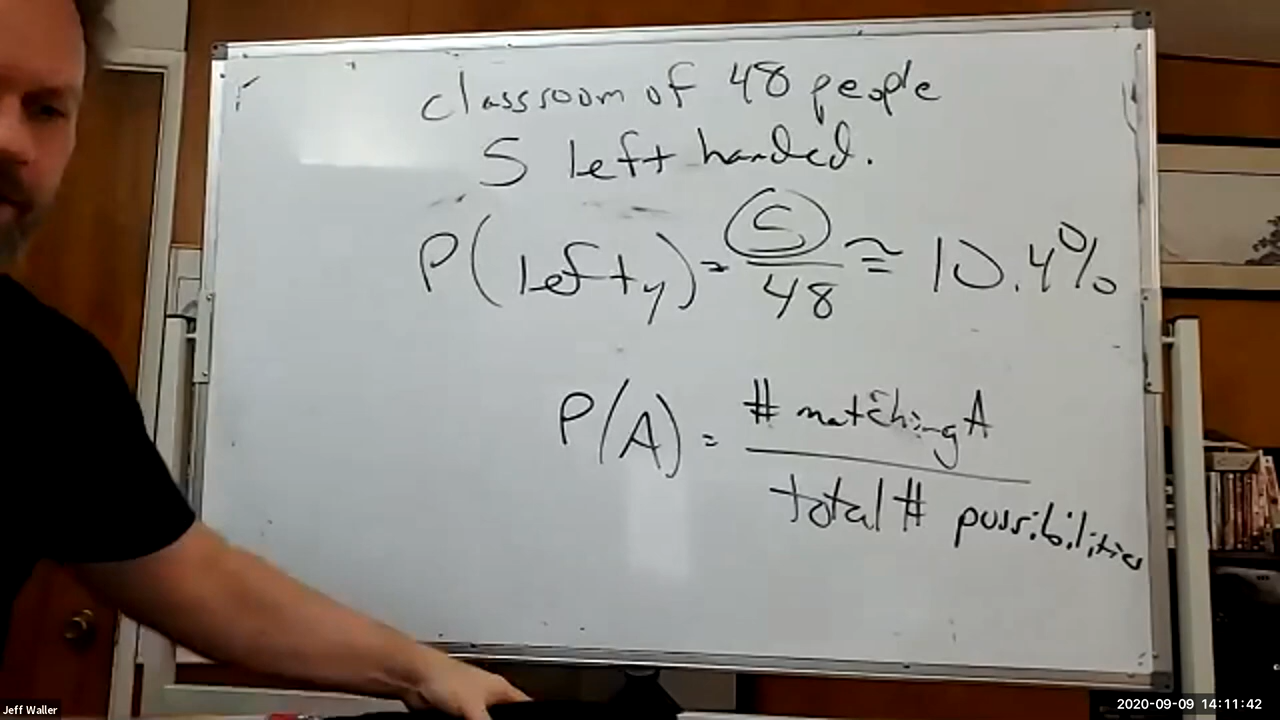 classroom of 48 people
5 left handed.
P(lefty) = 5/48 ≅ 10.4%
P(A) = # matching A
total # possibilities
Jeff Waller
2020-09-09 14:11:42